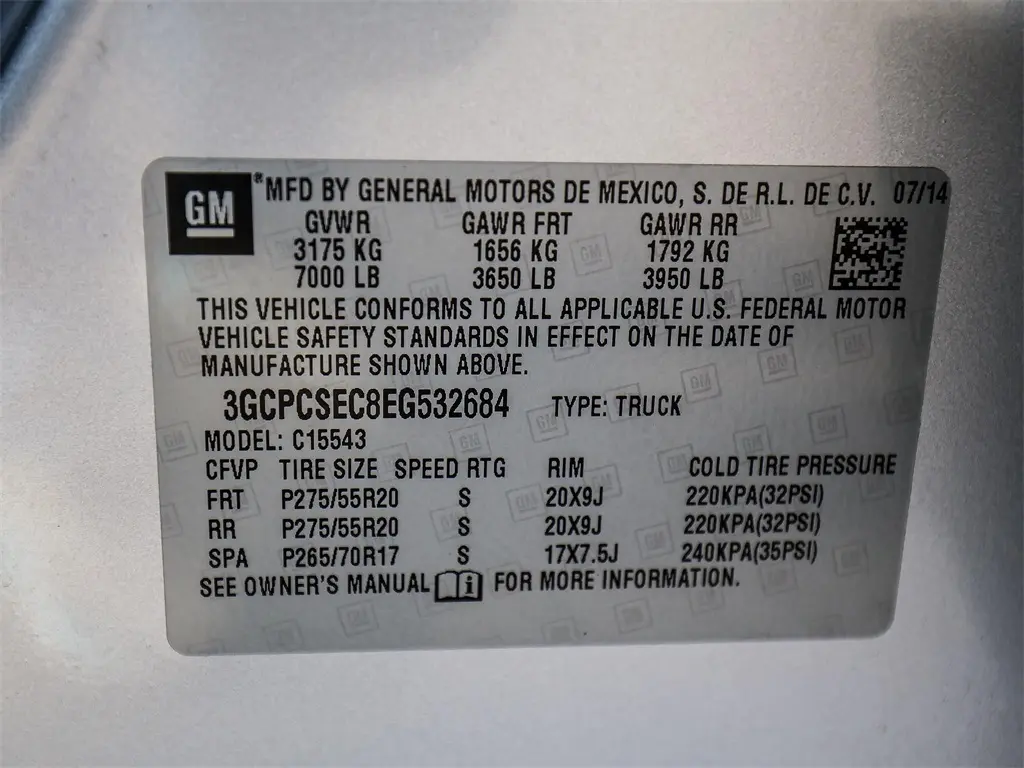 GM *MFD BY GENERAL MOTORS DE MEXICO, S. DE R.L. DE C.V. 07/14
GVWR GAWR FRT GAWR RR
3175 KG 1656 KG 1792 KG
7000 LB 3650 LB 3950 LB
THIS VEHICLE CONFORMS TO ALL APPLICABLE U.S. FEDERAL MOTOR
VEHICLE SAFETY STANDARDS IN EFFECT ON THE DATE OF
MANUFACTURE SHOWN ABOVE.
3GCPCSEC8EG532684 TYPE: TRUCK
MODEL: C15543
CFVP TIRE SIZE SPEED RTG RIM COLD TIRE PRESSURE
FRT P275/55R20 S 20X9J 220KPA(32PSI)
RR P275/55R20 S 20X9J 220KPA(32PSI)
SPA P265/70R17 S 17X7.5J 240KPA(35PSI)
SEE OWNER'S MANUAL i FOR MORE INFORMATION.